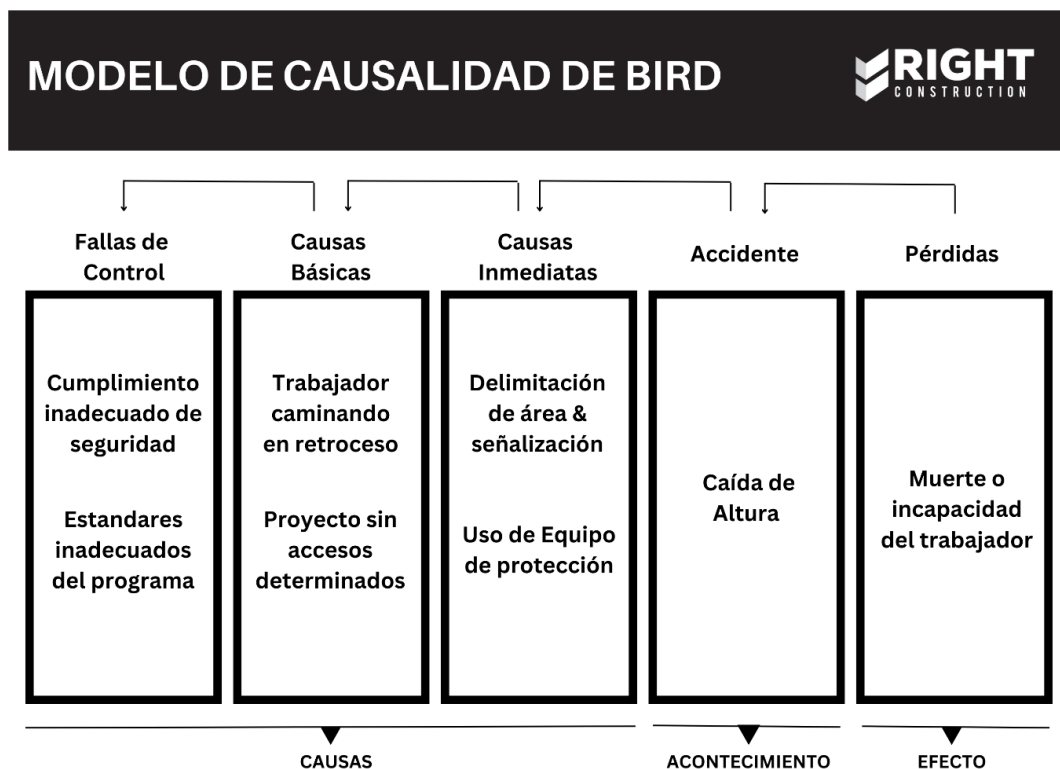 MODELO DE CAUSALIDAD DE BIRD
RIGHT
CONSTRUCTION
Fallas de
Control
Causas
Básicas
Causas
Inmediatas
Accidente
Pérdidas
Cumplimiento
inadecuado de
seguridad
Estandares
inadecuados
del programa
Trabajador
caminando
en retroceso
Proyecto sin
accesos
determinados
Delimitación
de área &
señalización
Uso de Equipo
de protección
Caída de
Altura
Muerte o
incapacidad
del trabajador
CAUSAS
ACONTECIMIENTO
EFECTO